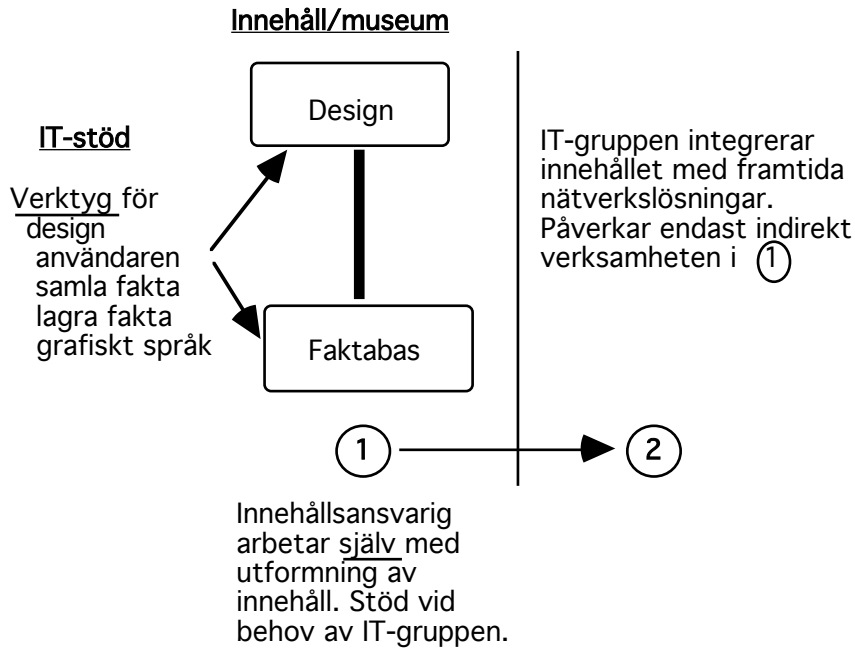 Innehåll/museum
Design
IT-stöd
Verktyg för
design
användaren
samla fakta
lagra fakta
grafiskt språk
Faktabas
IT-gruppen integrerar
innehållet med framtida
nätverkslösningar.
Påverkar endast indirekt
verksamheten i 1
1
2
Innehållsansvarig
arbetar själv med
utformning av
innehåll. Stöd vid
behov av IT-gruppen.